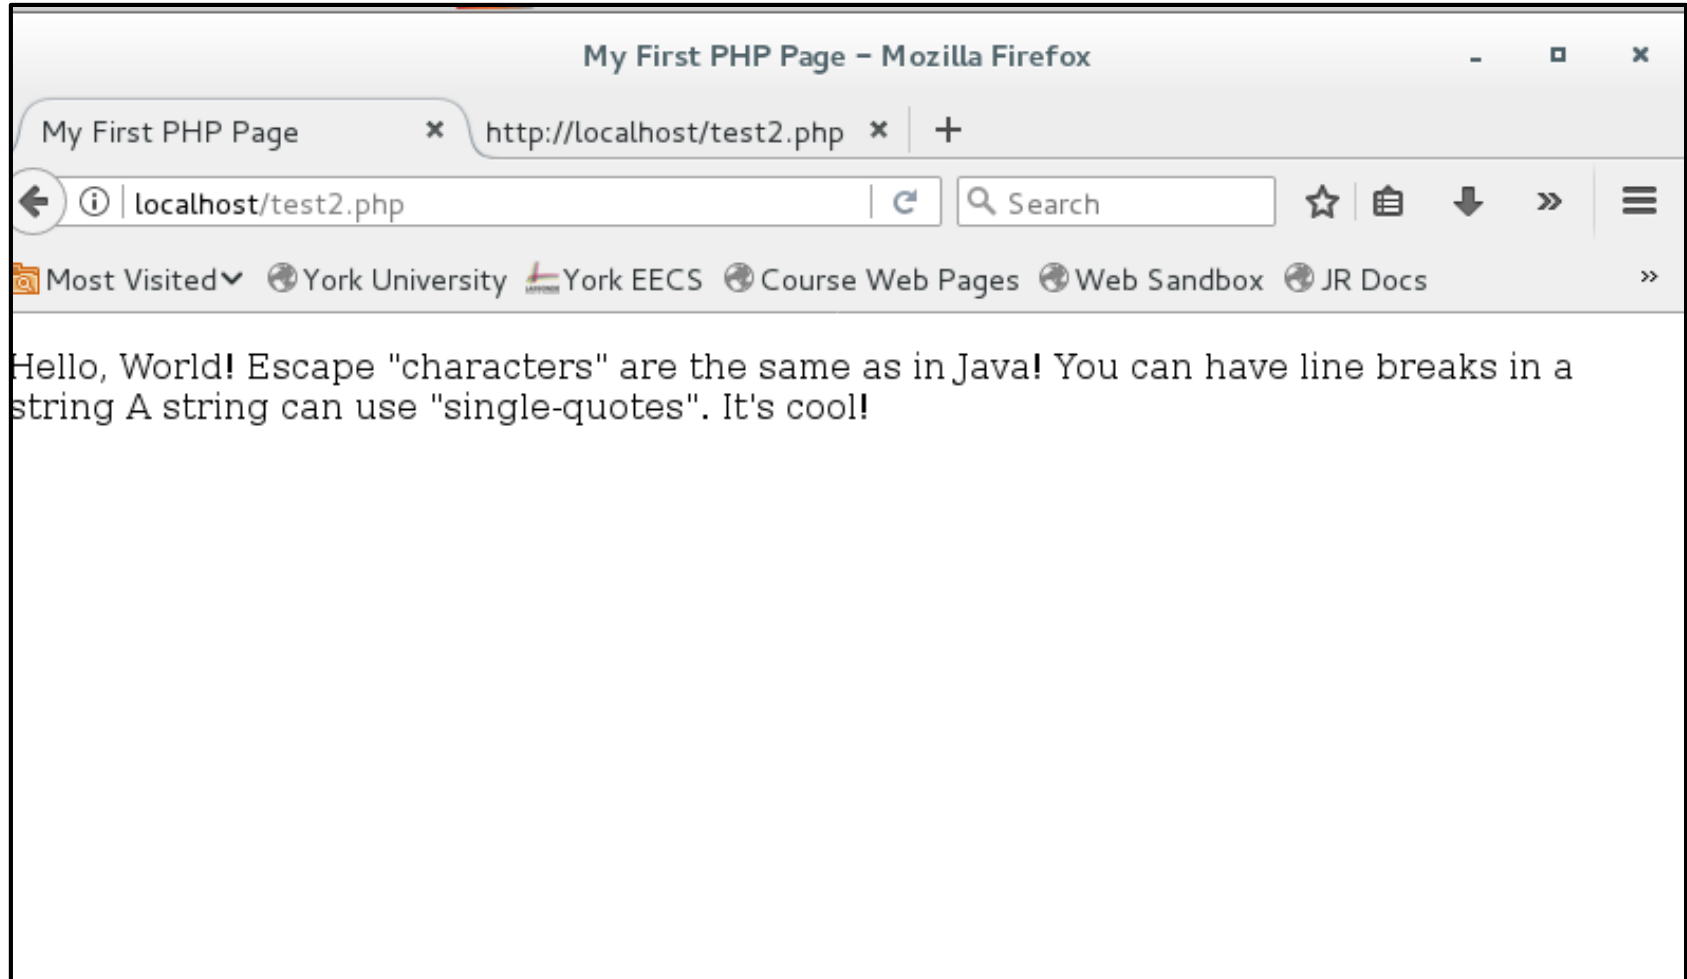 My First PHP Page – Mozilla Firefox
My First PHP Page http://localhost/test2.php
localhost/test2.php Search
Most Visited York University York EECS Course Web Pages Web Sandbox JR Docs
Hello, World! Escape "characters" are the same as in Java! You can have line breaks in a
string A string can use "single-quotes". It's cool!